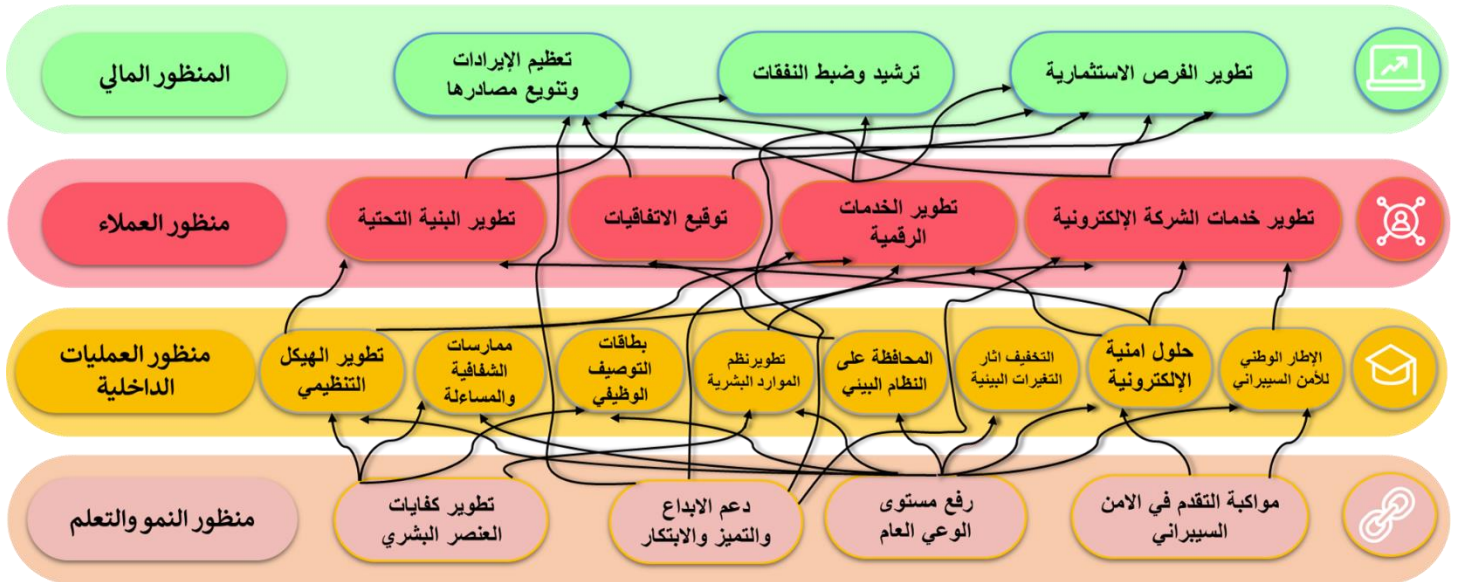 المنظور المالي
تعظيم الإيرادات
وتنويع مصادرها
ترشيد وضبط النفقات
تطوير الفرص الاستثمارية
منظور العملاء
تطوير البنية التحتية
توقيع الاتفاقيات
تطوير الخدمات
الرقمية
تطوير خدمات الشركة الإلكترونية
منظور العمليات
الداخلية
تطوير الهيكل
التنظيمي
ممارسات
الشفافية
والمساءلة
بطاقات
التوصيف
الوظيفي
تطويرنظم
الموارد البشرية
المحافظة على
النظام البيئي
التخفيف اثار
التغيرات البيئية
حلول امنية
الإلكترونية
الإطار الوطني
للأمن السيبراني
منظور النمو والتعلم
تطوير كفايات
العنصر البشري
دعم الابداع
والتميز والابتكار
رفع مستوى
الوعي العام
مواكبة التقدم في الامن
السيبراني